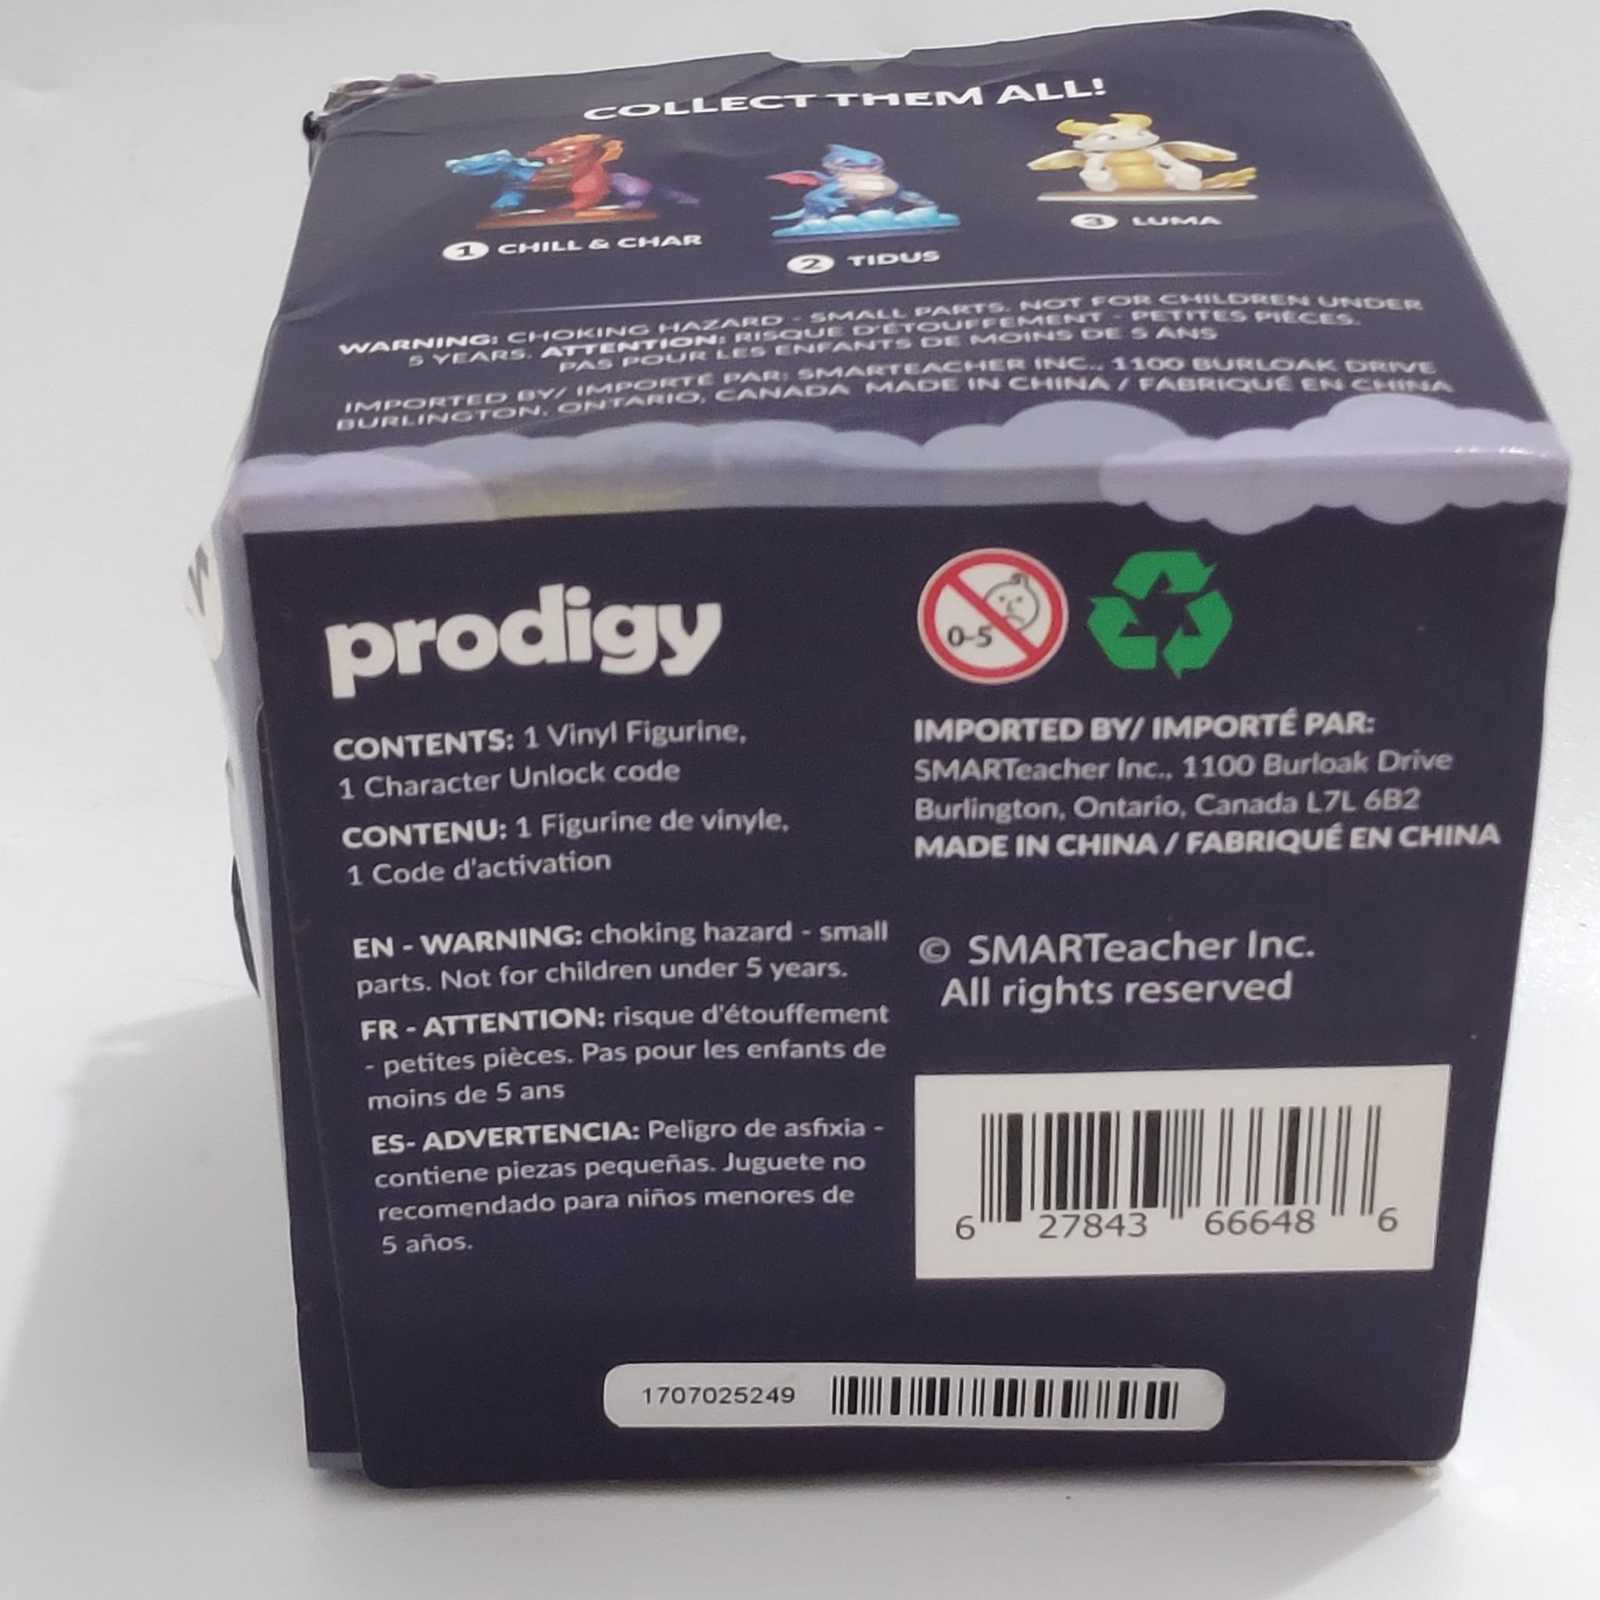 COLLECT THEM ALL!
1 CHILL & CHAR
2 TIDUS
3 LUMA
WARNING: CHOKING HAZARD - SMALL PARTS. NOT FOR CHILDREN UNDER
5 YEARS. ATTENTION: RISQUE D'ÉTOUFFEMENT - PETITES PIÈCES.
PAS POUR LES ENFANTS DE MOINS DE 5 ANS
IMPORTED BY/ IMPORTÉ PAR: SMARTEACHER INC., 1100 BURLOAK DRIVE
BURLINGTON, ONTARIO, CANADA MADE IN CHINA / FABRIQUÉ EN CHINA
prodigy
CONTENTS: 1 Vinyl Figurine,
1 Character Unlock code
CONTENU: 1 Figurine de vinyle,
1 Code d'activation
EN - WARNING: choking hazard - small
parts. Not for children under 5 years.
FR - ATTENTION: risque d'étouffement
- petites pièces. Pas pour les enfants de
moins de 5 ans
ES- ADVERTENCIA: Peligro de asfixia -
contiene piezas pequeñas. Juguete no
recomendado para niños menores de
5 años.
0-5
IMPORTED BY/ IMPORTÉ PAR:
SMARTeacher Inc., 1100 Burloak Drive
Burlington, Ontario, Canada L7L 6B2
MADE IN CHINA / FABRIQUÉ EN CHINA
© SMARTeacher Inc.
All rights reserved
6 27843 66648 6
1707025249